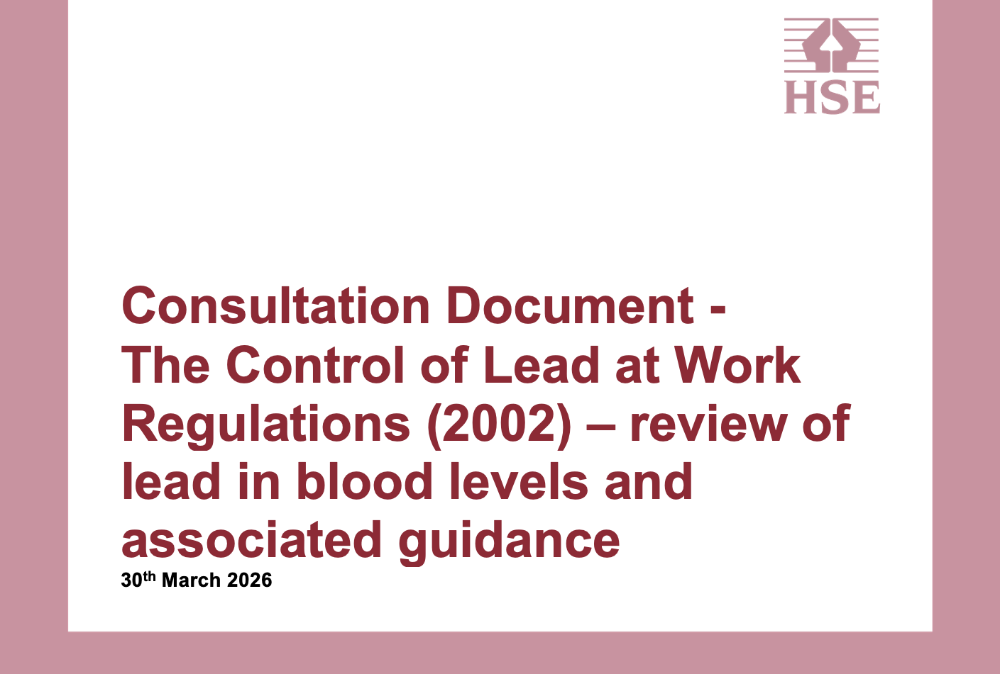 HSE
Consultation Document -
The Control of Lead at Work
Regulations (2002) – review of
lead in blood levels and
associated guidance
30th March 2026